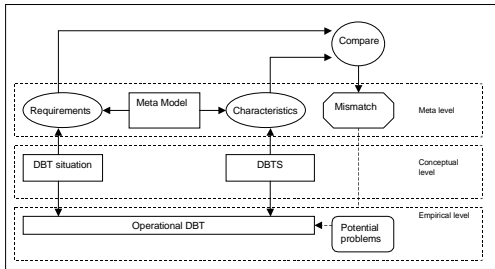 Compare
Requirements
Meta Model
Characteristics
Mismatch
Meta level
DBT situation
DBTS
Conceptual
level
Empirical level
Operational DBT
Potential
problems